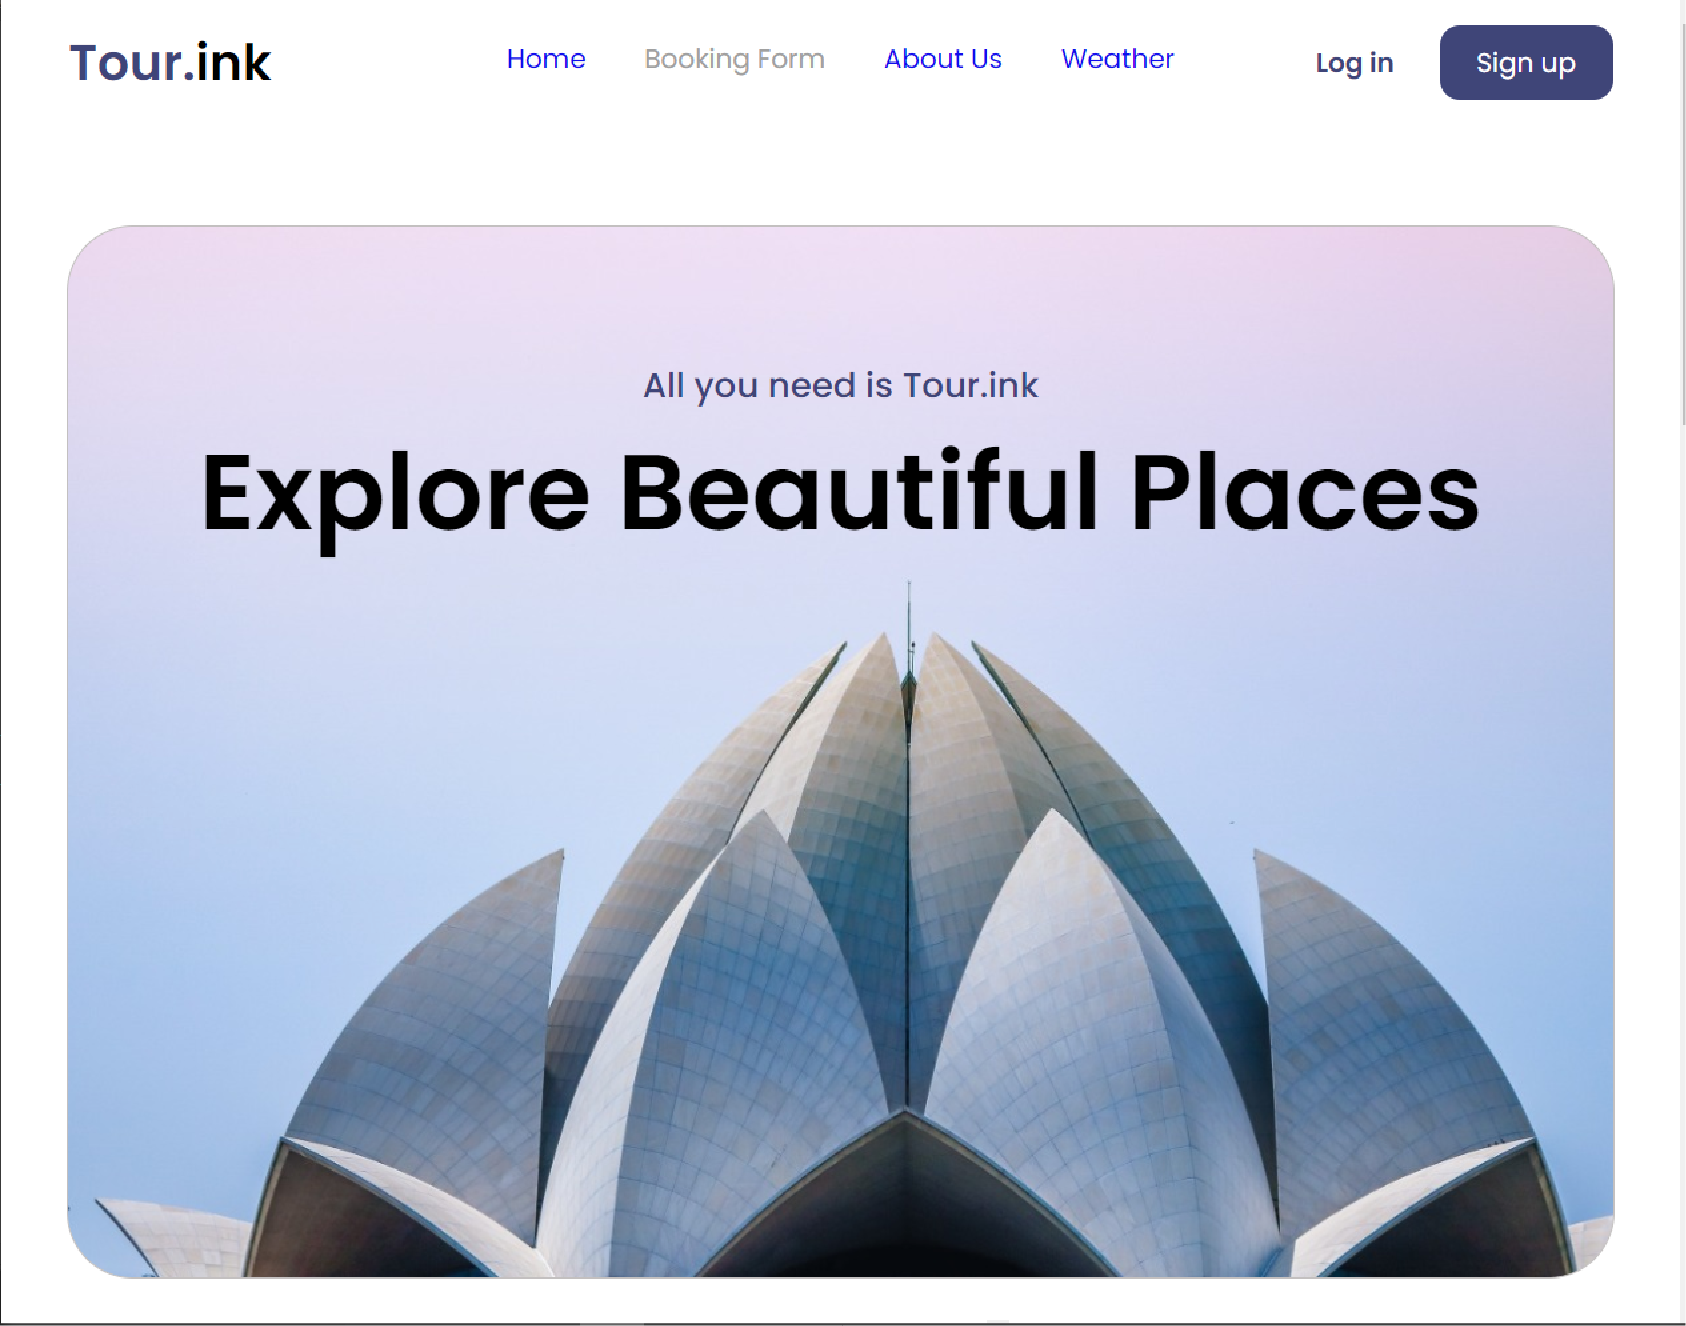 Tour.ink
Home Booking Form About Us Weather Log in Sign up
All you need is Tour.ink
Explore Beautiful Places